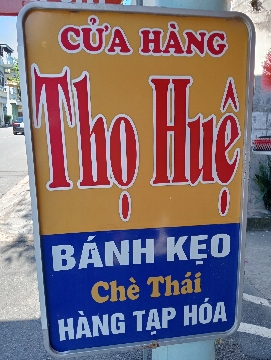 CỬA HÀNG
Thọ Huệ
BÁNH KẸO
Chè Thái
HÀNG TẠP HÓA